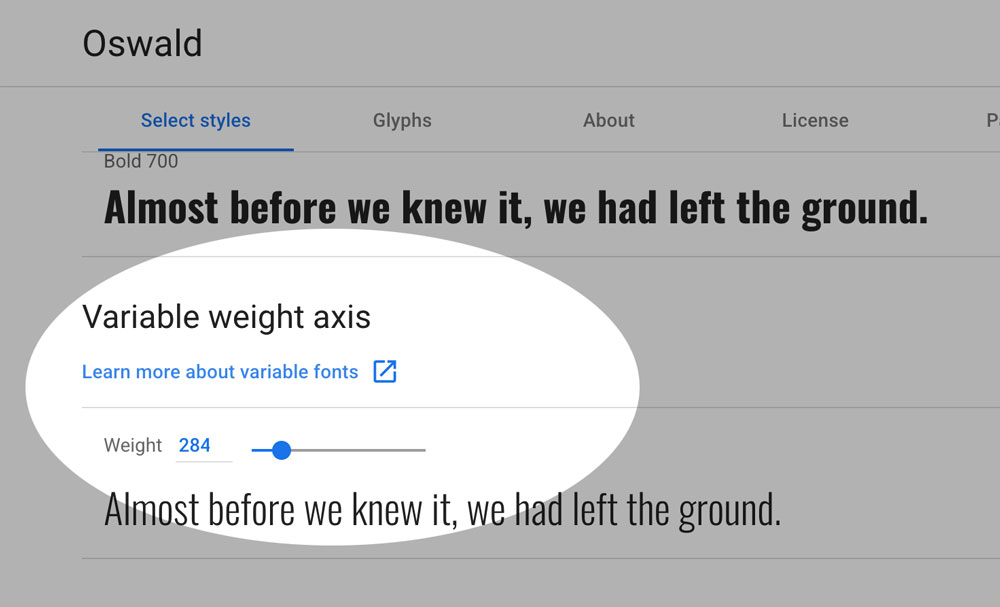 Oswald
Select styles Glyphs About License P
Bold 700
Almost before we knew it, we had left the ground.
Variable weight axis
Learn more about variable fonts
Weight 284
Almost before we knew it, we had left the ground.